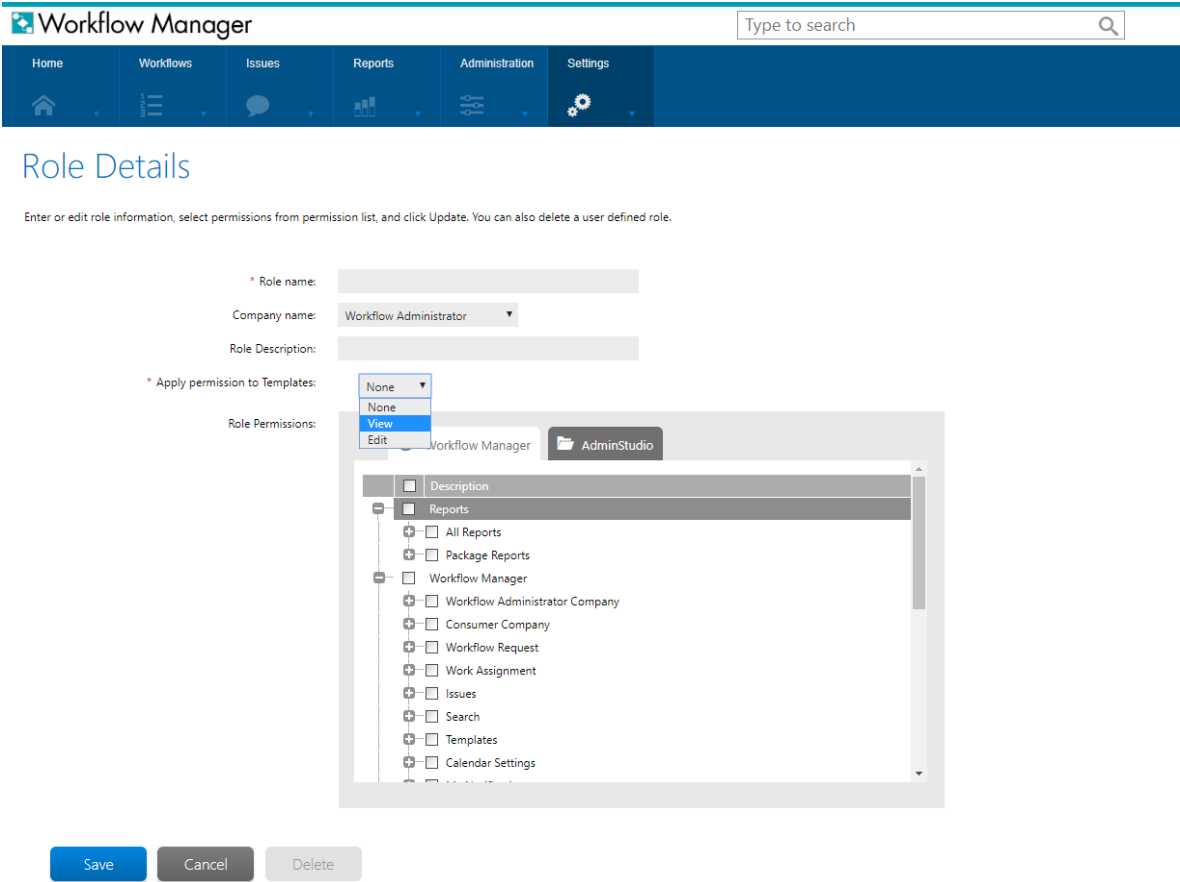 Workflow Manager
Type to search
Home Workflows Issues Reports Administration Settings
Role Details
Enter or edit role information, select permissions from permission list, and click Update. You can also delete a user defined role.
* Role name:
Company name: Workflow Administrator
Role Description:
* Apply permission to Templates: None
None
View
Edit
Role Permissions:
Workflow Manager AdminStudio
Description
Reports
All Reports
Package Reports
Workflow Manager
Workflow Administrator Company
Consumer Company
Workflow Request
Work Assignment
Issues
Search
Templates
Calendar Settings
Save Cancel Delete